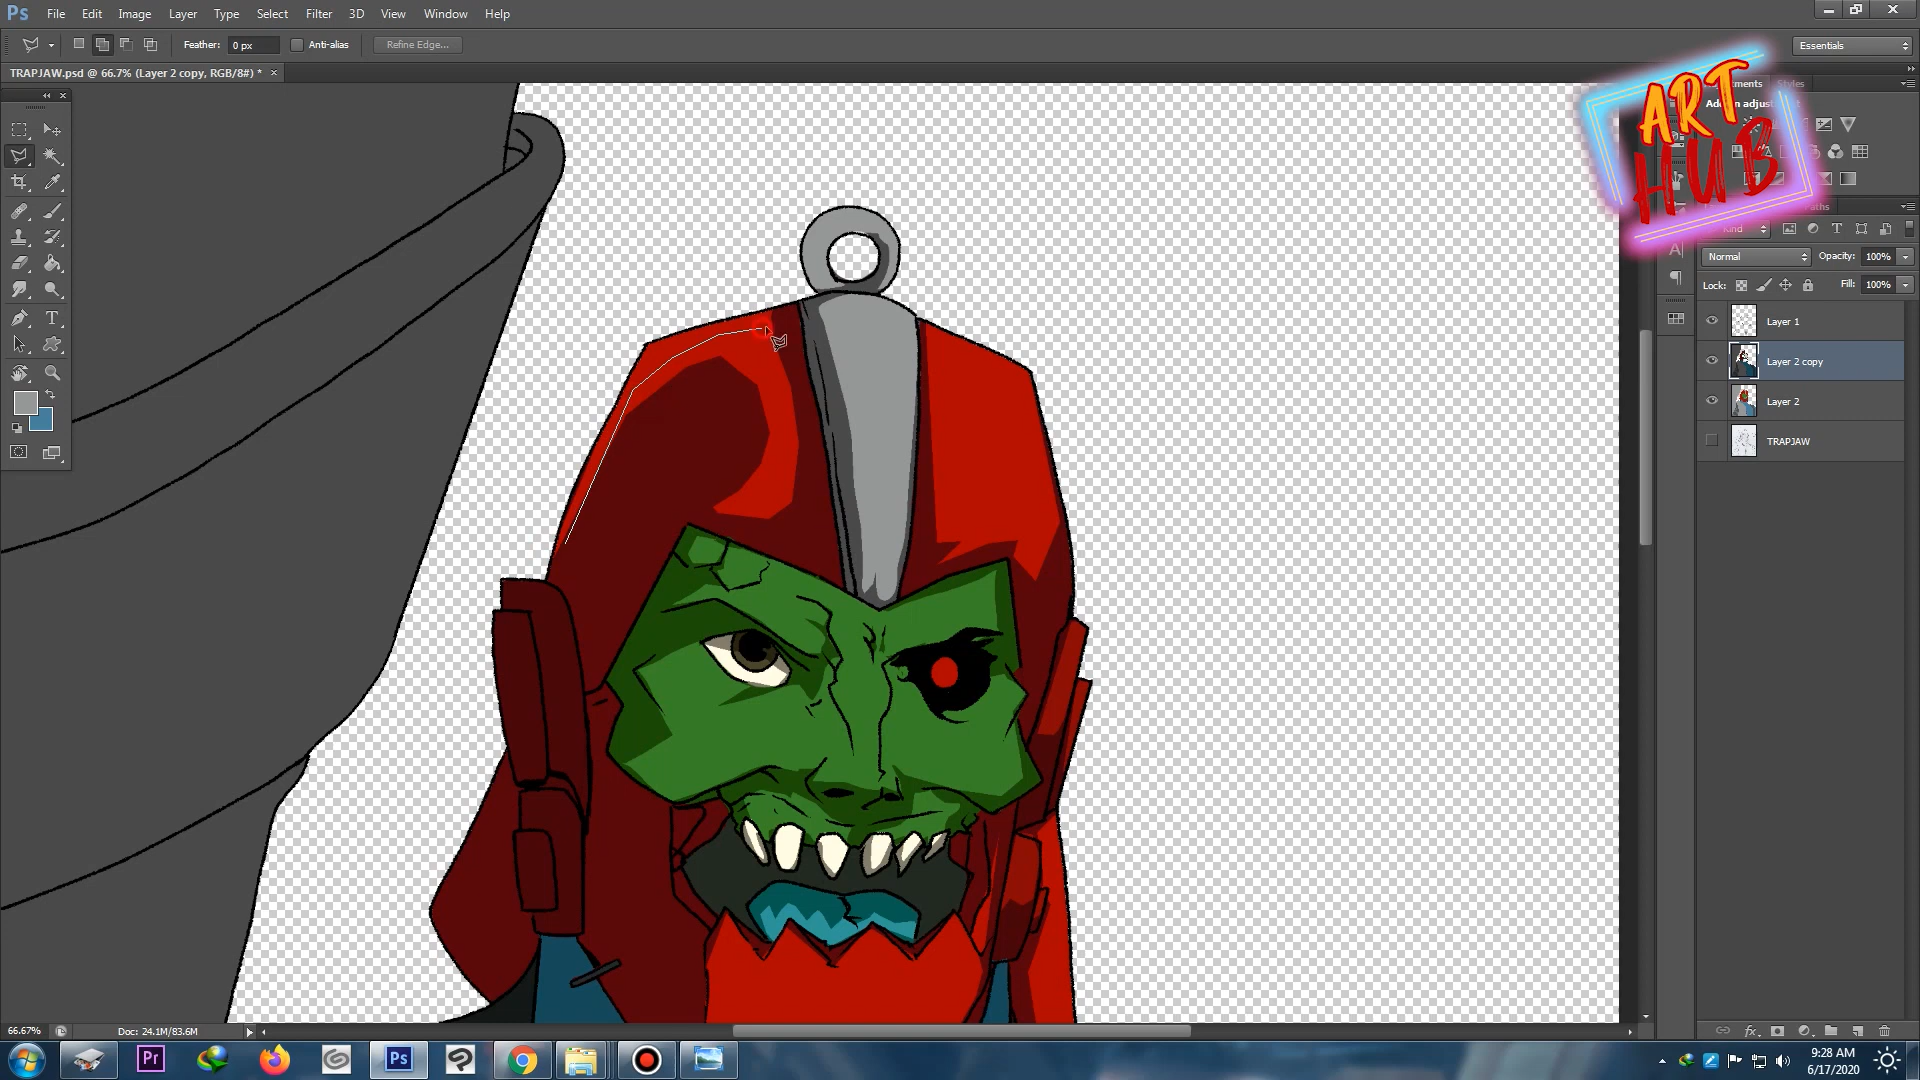 Ps File Edit Image Layer Type Select Filter 3D View Window Help
Feather: 0 px Anti-alias Refine Edge... Essentials
TRAPJAW.psd @ 66.7% (Layer 2 copy, RGB/8#) * ×
Styles
ART
HUB
Normal Opacity: 100%
Lock: Fill: 100%
Layer 1
Layer 2 copy
Layer 2
TRAPJAW
66.67% Doc: 24.1M/83.6M
Pr Ps
9:28 AM
6/17/2020